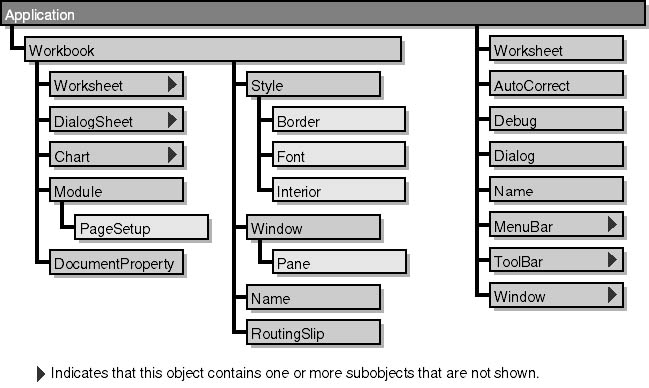 Application
Workbook
Worksheet
DialogSheet
Chart
Module
PageSetup
DocumentProperty
Style
Border
Font
Interior
Window
Pane
Name
RoutingSlip
Worksheet
AutoCorrect
Debug
Dialog
Name
MenuBar
ToolBar
Window
Indicates that this object contains one or more subobjects that are not shown.